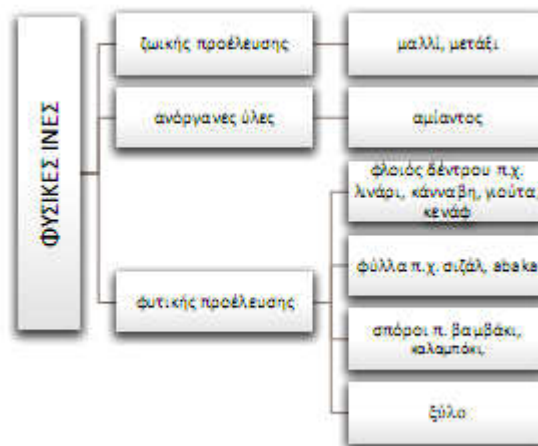 ΦΥΣΙΚΕΣ ΙΝΕΣ
ζωικής προέλευσης
μαλλί, μετάξι
ανόργανές ύλες
αμίαντος
φυτικής προέλευσης
φλοιός δέντρου π.χ.
λινάρι, κάνναβη, γιούτα,
κενάφ
φύλλα π.χ. σιζάλ, abaka
σπόροι π. βαμβάκι,
καλαμπόκι,
ξύλο